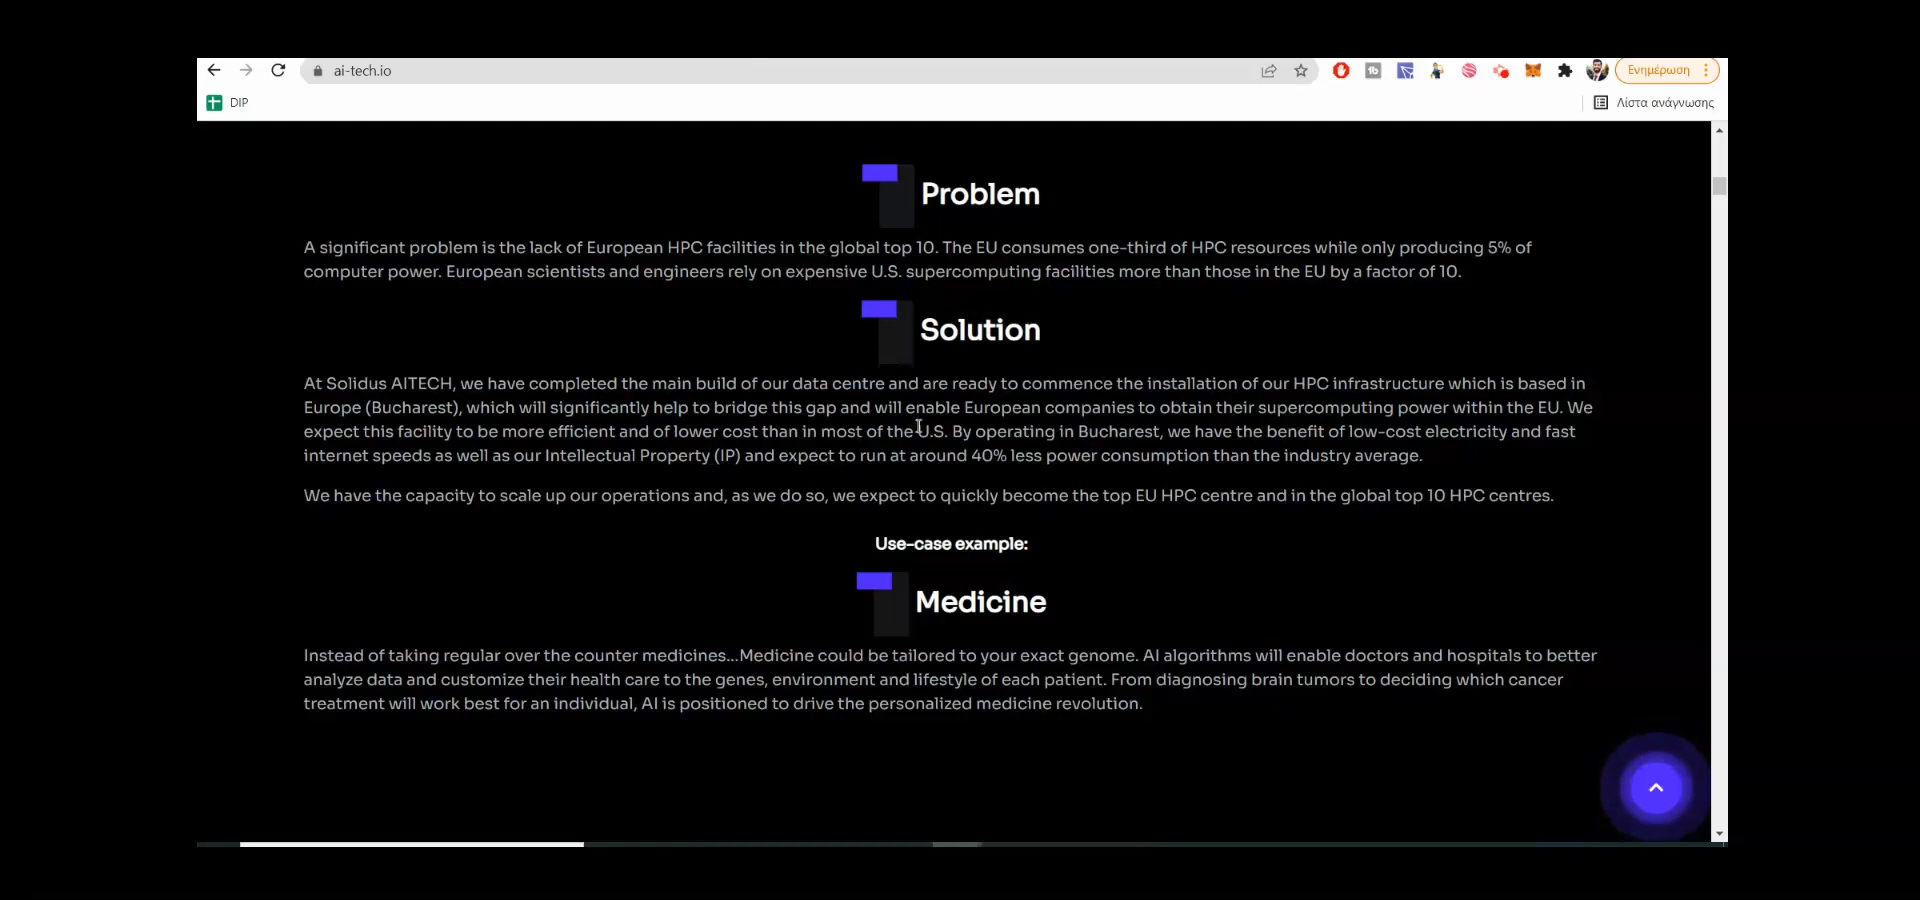 ai-tech.io
Ενημέρωση
DIP
Λίστα ανάγνωσης
Problem
A significant problem is the lack of European HPC facilities in the global top 10. The EU consumes one-third of HPC resources while only producing 5% of
computer power. European scientists and engineers rely on expensive U.S. supercomputing facilities more than those in the EU by a factor of 10.
Solution
At Solidus AITECH, we have completed the main build of our data centre and are ready to commence the installation of our HPC infrastructure which is based in
Europe (Bucharest), which will significantly help to bridge this gap and will enable European companies to obtain their supercomputing power within the EU. We
expect this facility to be more efficient and of lower cost than in most of the U.S. By operating in Bucharest, we have the benefit of low-cost electricity and fast
internet speeds as well as our Intellectual Property (IP) and expect to run at around 40% less power consumption than the industry average.
We have the capacity to scale up our operations and, as we do so, we expect to quickly become the top EU HPC centre and in the global top 10 HPC centres.
Use-case example:
Medicine
Instead of taking regular over the counter medicines...Medicine could be tailored to your exact genome. AI algorithms will enable doctors and hospitals to better
analyze data and customize their health care to the genes, environment and lifestyle of each patient. From diagnosing brain tumors to deciding which cancer
treatment will work best for an individual, AI is positioned to drive the personalized medicine revolution.